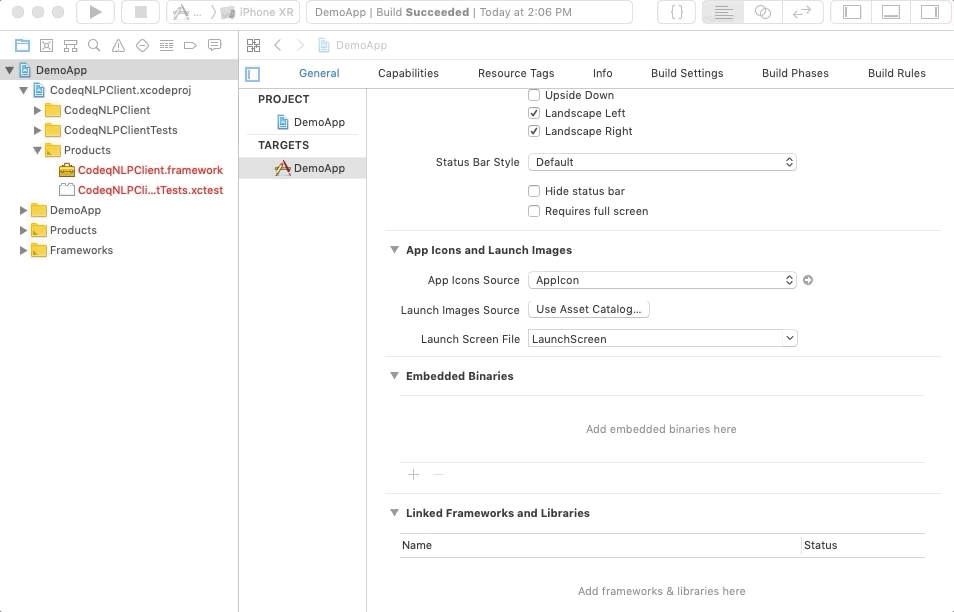 ... iPhone XR
DemoApp | Build Succeeded | Today at 2:06 PM
{}
DemoApp
DemoApp
CodeqNLPClient.xcodeproj
CodeqNLPClient
CodeqNLPClientTests
Products
CodeqNLPClient.framework
CodeqNLPCli...tTests.xctest
DemoApp
Products
Frameworks
General Capabilities Resource Tags Info Build Settings Build Phases Build Rules
PROJECT
DemoApp
TARGETS
DemoApp
Upside Down
Landscape Left
Landscape Right
Status Bar Style Default
Hide status bar
Requires full screen
App Icons and Launch Images
App Icons Source AppIcon
Launch Images Source Use Asset Catalog...
Launch Screen File LaunchScreen
Embedded Binaries
Add embedded binaries here
+ −
Linked Frameworks and Libraries
Name Status
Add frameworks & libraries here